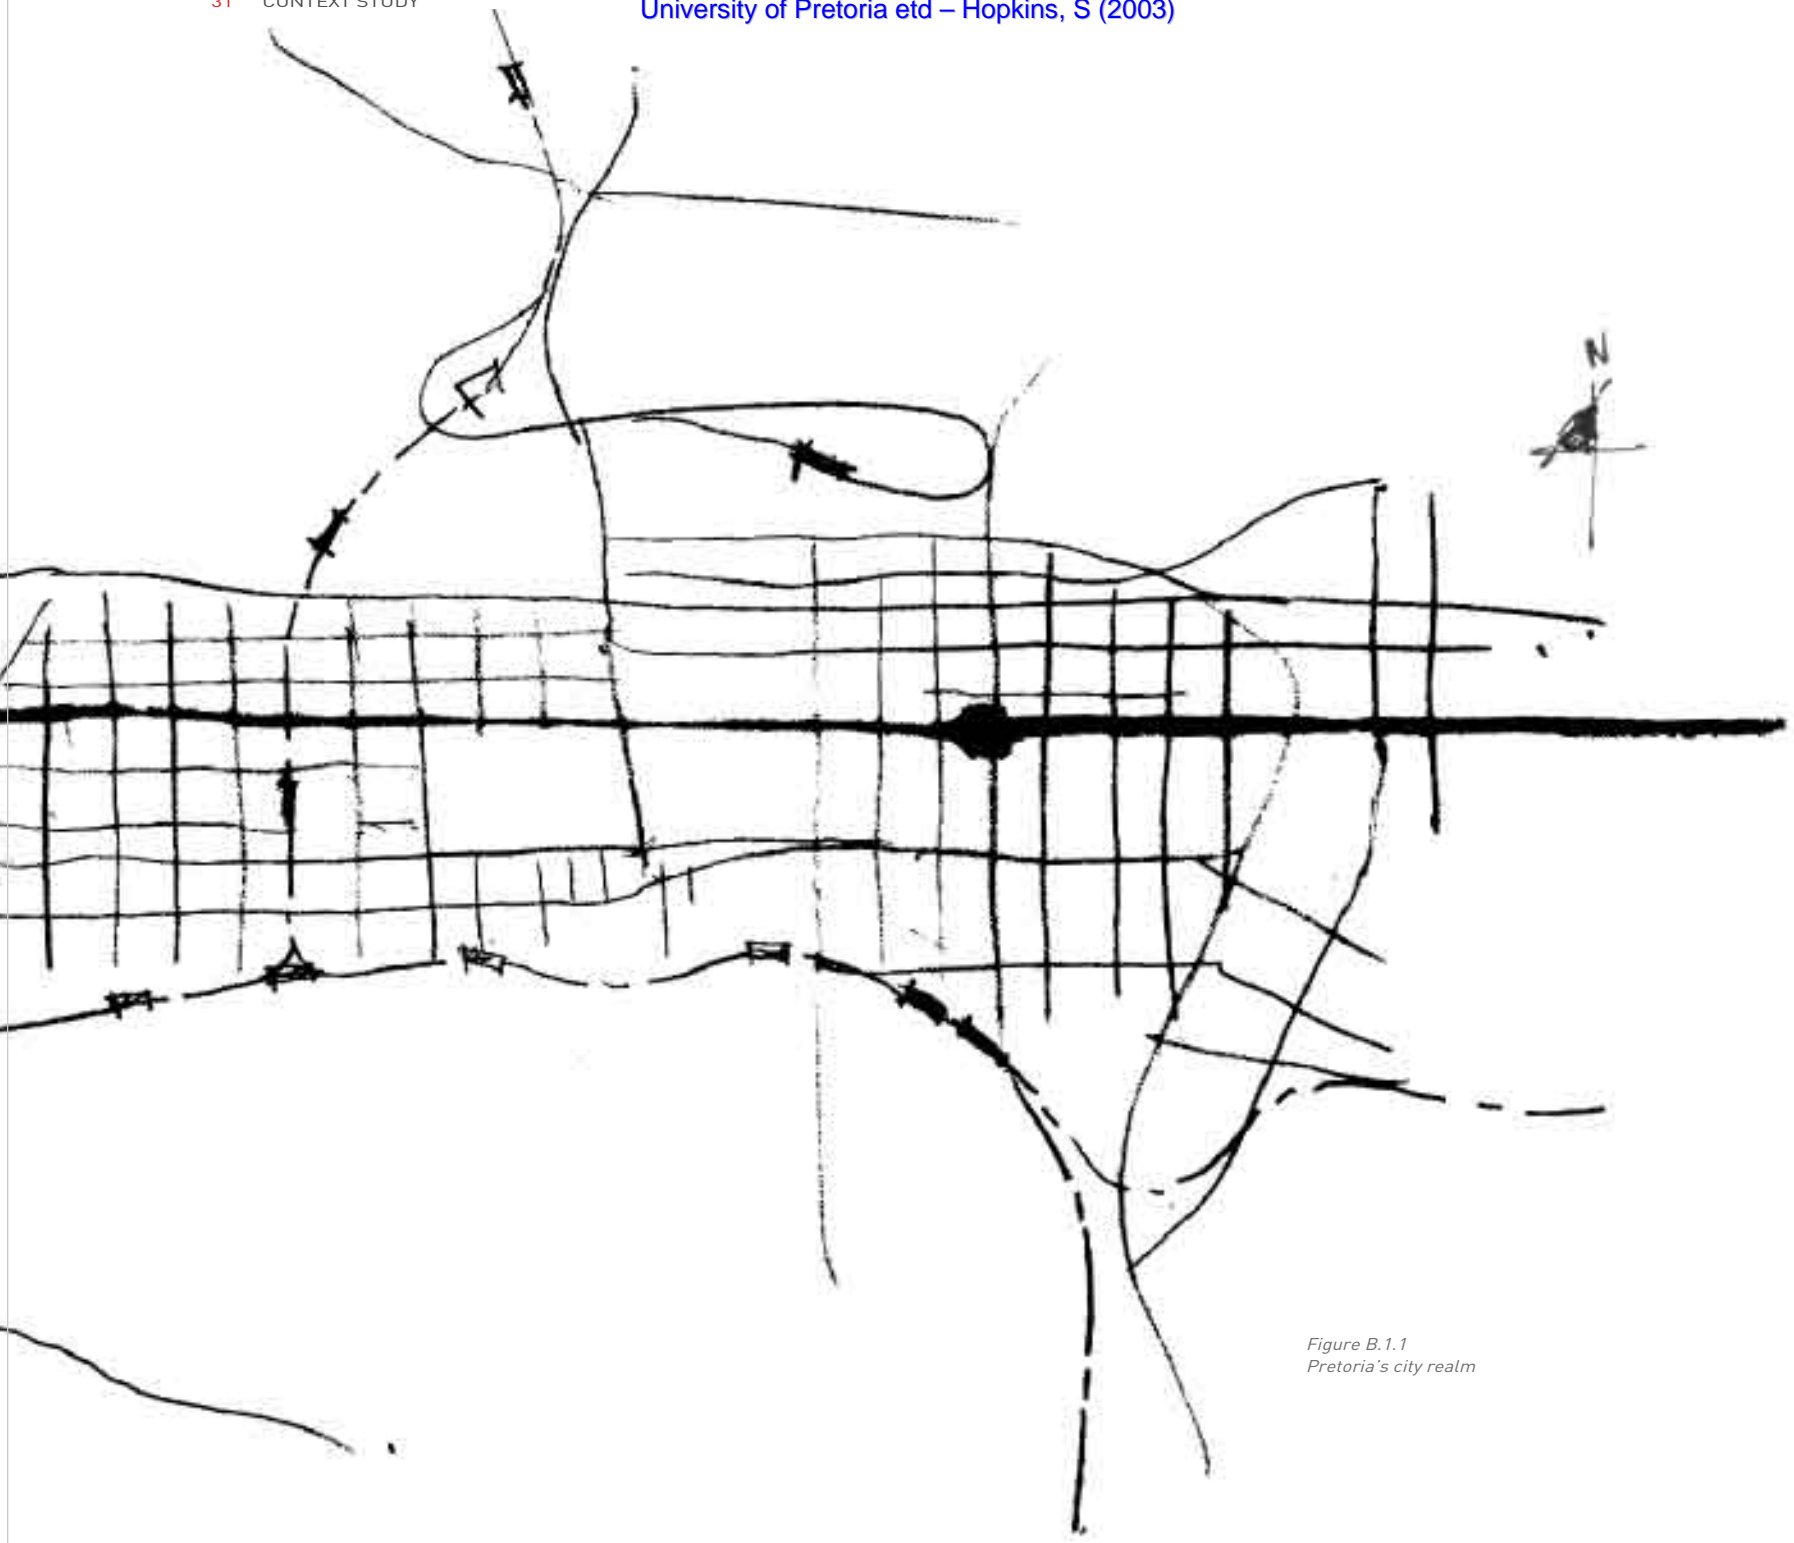 31 CONTEXT STUDY
University of Pretoria etd – Hopkins, S (2003)
N
Figure B.1.1
Pretoria's city realm